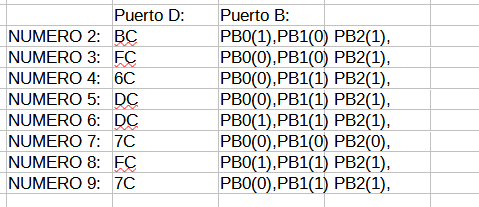 Puerto D: Puerto B:
NUMERO 2: BC PB0(1),PB1(0) PB2(1),
NUMERO 3: FC PB0(0),PB1(0) PB2(1),
NUMERO 4: 6C PB0(0),PB1(1) PB2(1),
NUMERO 5: DC PB0(0),PB1(1) PB2(1),
NUMERO 6: DC PB0(1),PB1(1) PB2(1),
NUMERO 7: 7C PB0(0),PB1(0) PB2(0),
NUMERO 8: FC PB0(1),PB1(1) PB2(1),
NUMERO 9: 7C PB0(0),PB1(1) PB2(1),